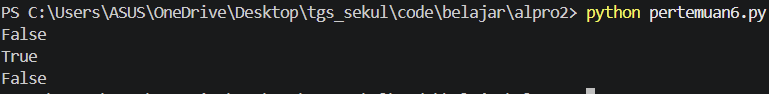 PS C:\Users\ASUS\OneDrive\Desktop\tgs_sekul\code\belajar\alpro2> python pertemuan6.py
False
True
False